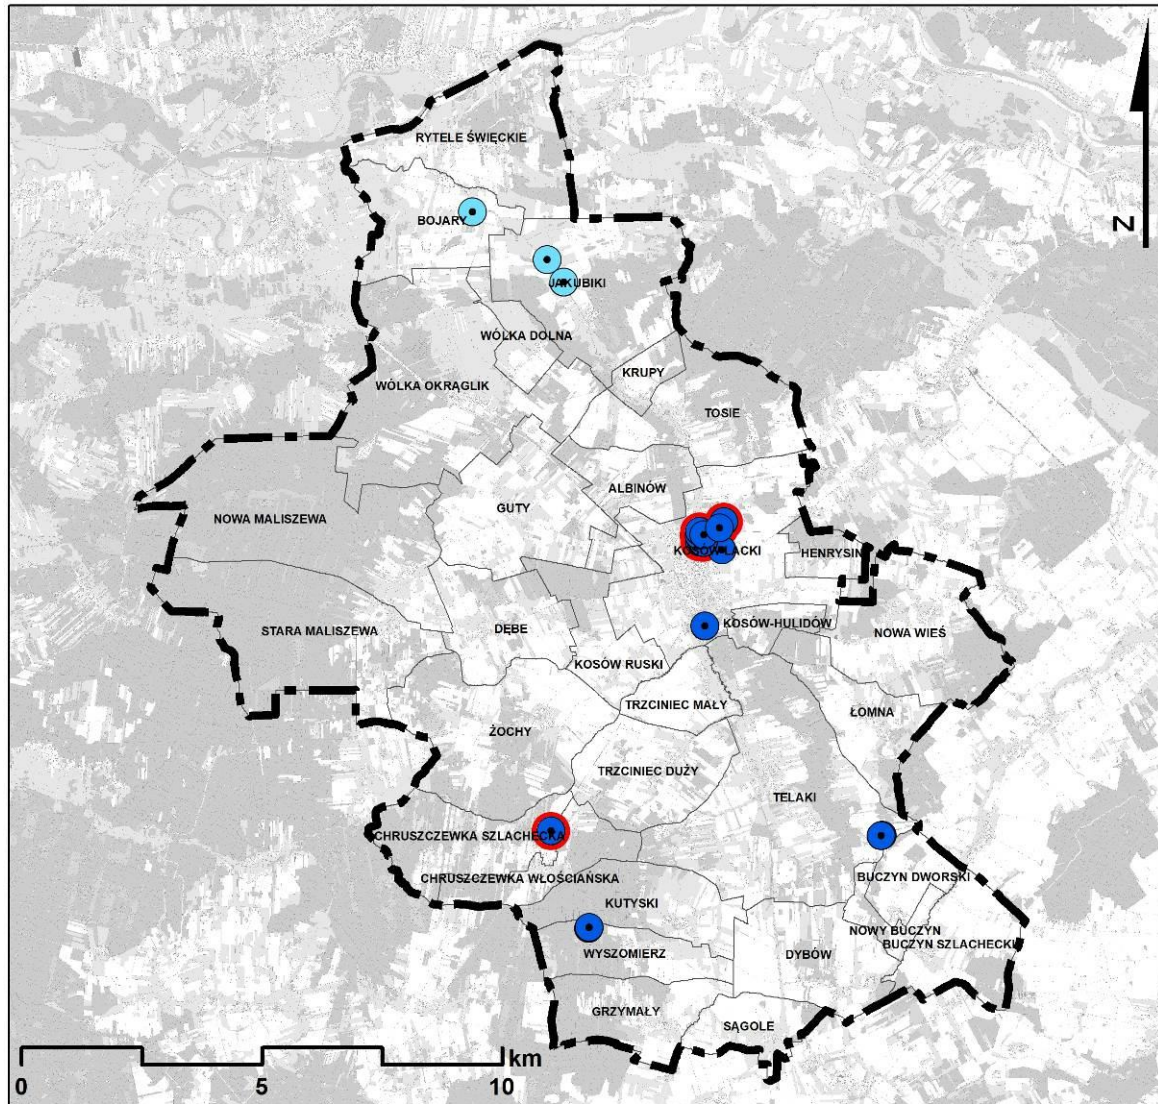 RYTELE ŚWIĘCKIE
BOJARY
N
JAKUBIKI
WÓLKA DOLNA
KRUPY
WÓLKA OKRĄGLIK
TOSIE
ALBINÓW
GUTY
NOWA MALISZEWA
KOSÓW LACKI
HENRYSIN
KOSÓW-HULIDÓW
STARA MALISZEWA
DĘBE
NOWA WIEŚ
KOSÓW RUSKI
TRZCINIEC MAŁY
ŁOMNA
ŻOCHY
TRZCINIEC DUŻY
TELAKI
CHRUSZCZEWKA SZLACHECKA
CHRUSZCZEWKA WŁOŚCIAŃSKA
BUCZYN DWORSKI
KUTYSKI
NOWY BUCZYN
BUCZYN SZLACHECKI
WYSZOMIERZ
DYBÓW
GRZYMAŁY
SĄGOLE
km
0 5 10